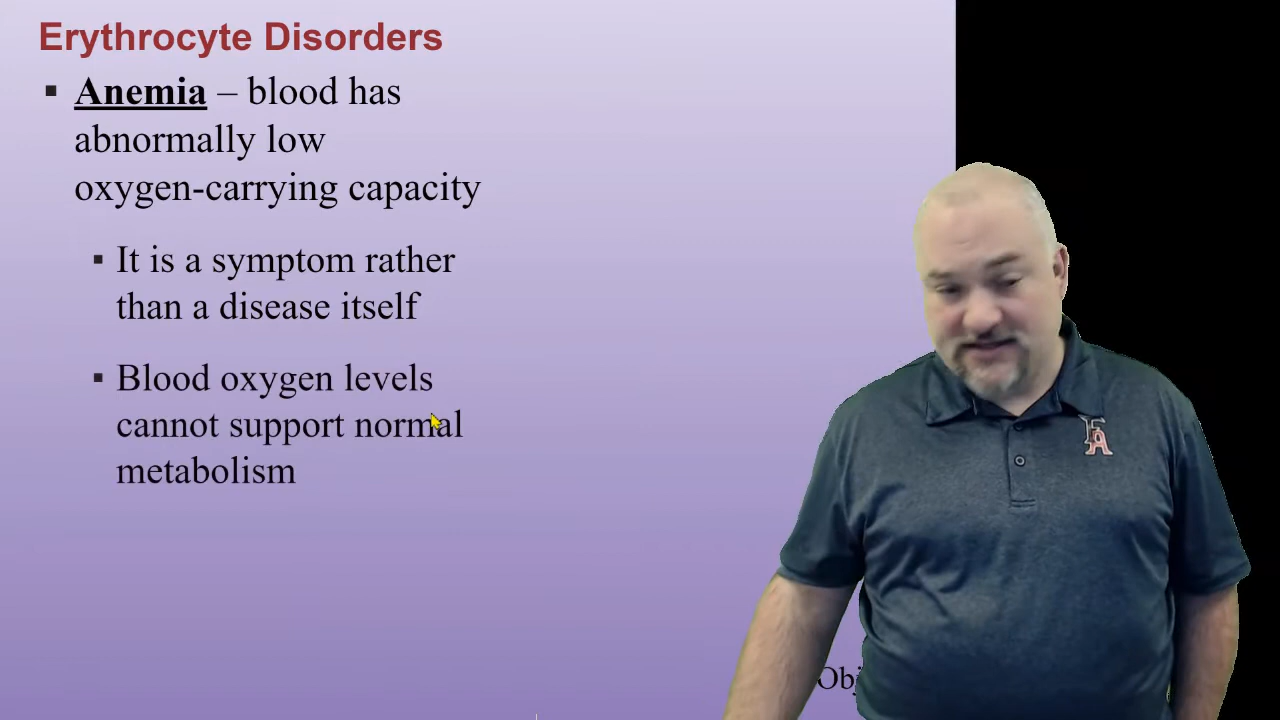 Erythrocyte Disorders
▪ Anemia – blood has
abnormally low
oxygen-carrying capacity
▪ It is a symptom rather
than a disease itself
▪ Blood oxygen levels
cannot support normal
metabolism
FA